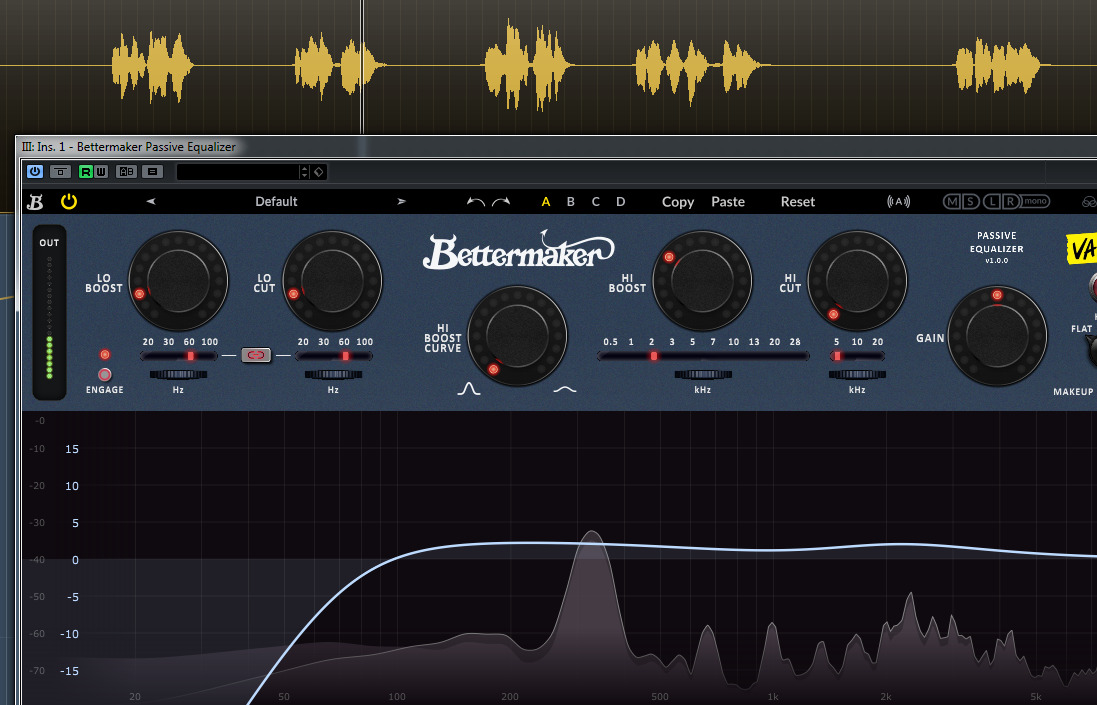 III: Ins. 1 - Bettermaker Passive Equalizer
R W AB
B Default A B C D Copy Paste Reset A M S L R mono
OUT
LO
BOOST
20 30 60 100
Hz
ENGAGE
LO
CUT
20 30 60 100
Hz
Bettermaker
HI
BOOST
CURVE
HI
BOOST
0.5 1 2 3 5 7 10 13 20 28
kHz
HI
CUT
5 10 20
kHz
PASSIVE
EQUALIZER
v1.0.0
VA
GAIN
FLAT
MAKEUP
-0
-10 15
-20 10
-30 5
-40 0
-50 -5
-60 -10
-70 -15
20 50 100 200 500 1k 2k 5k